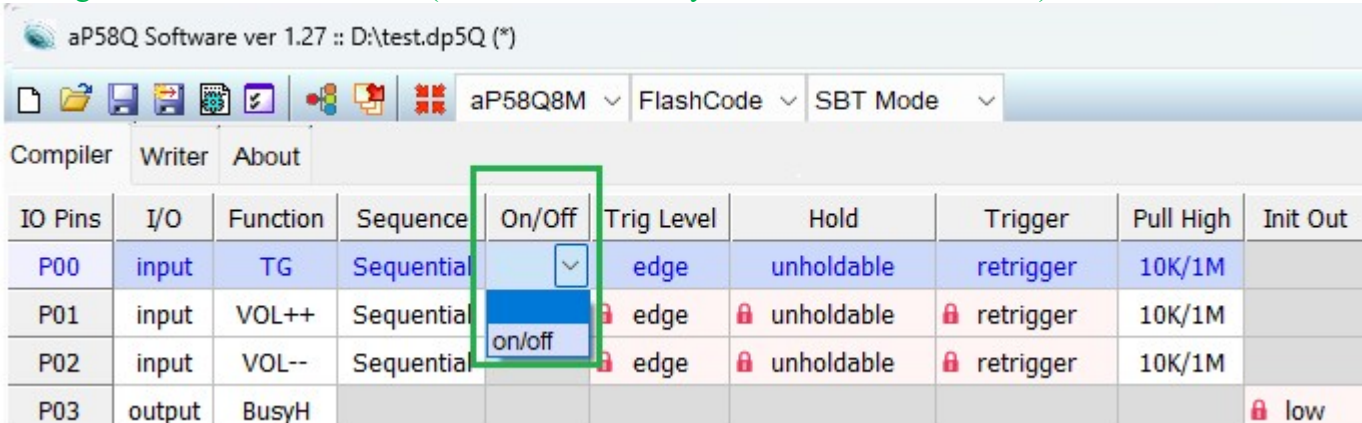 aP58Q Software ver 1.27 :: D:\test.dp5Q (*)
aP58Q8M FlashCode SBT Mode
Compiler Writer About
IO Pins I/O Function Sequence On/Off Trig Level Hold Trigger Pull High Init Out
P00 input TG Sequential edge unholdable retrigger 10K/1M
P01 input VOL++ Sequential edge unholdable retrigger 10K/1M
on/off
P02 input VOL-- Sequential edge unholdable retrigger 10K/1M
P03 output BusyH low